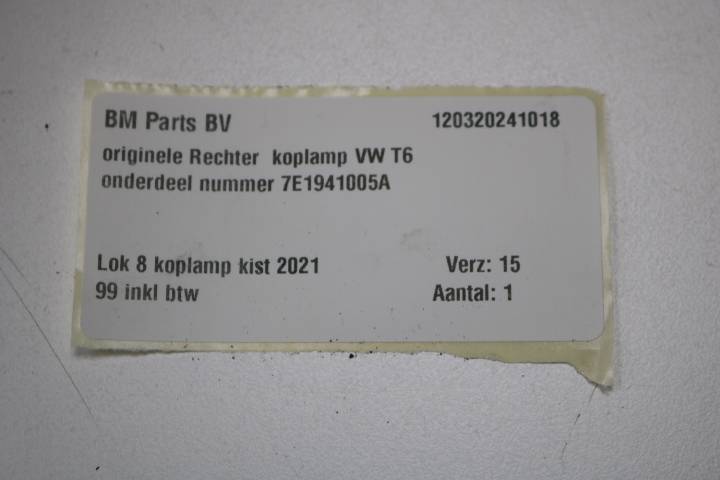 BM Parts BV 120320241018
originele Rechter koplamp VW T6
onderdeel nummer 7E1941005A
Lok 8 koplamp kist 2021 Verz: 15
99 inkl btw Aantal: 1